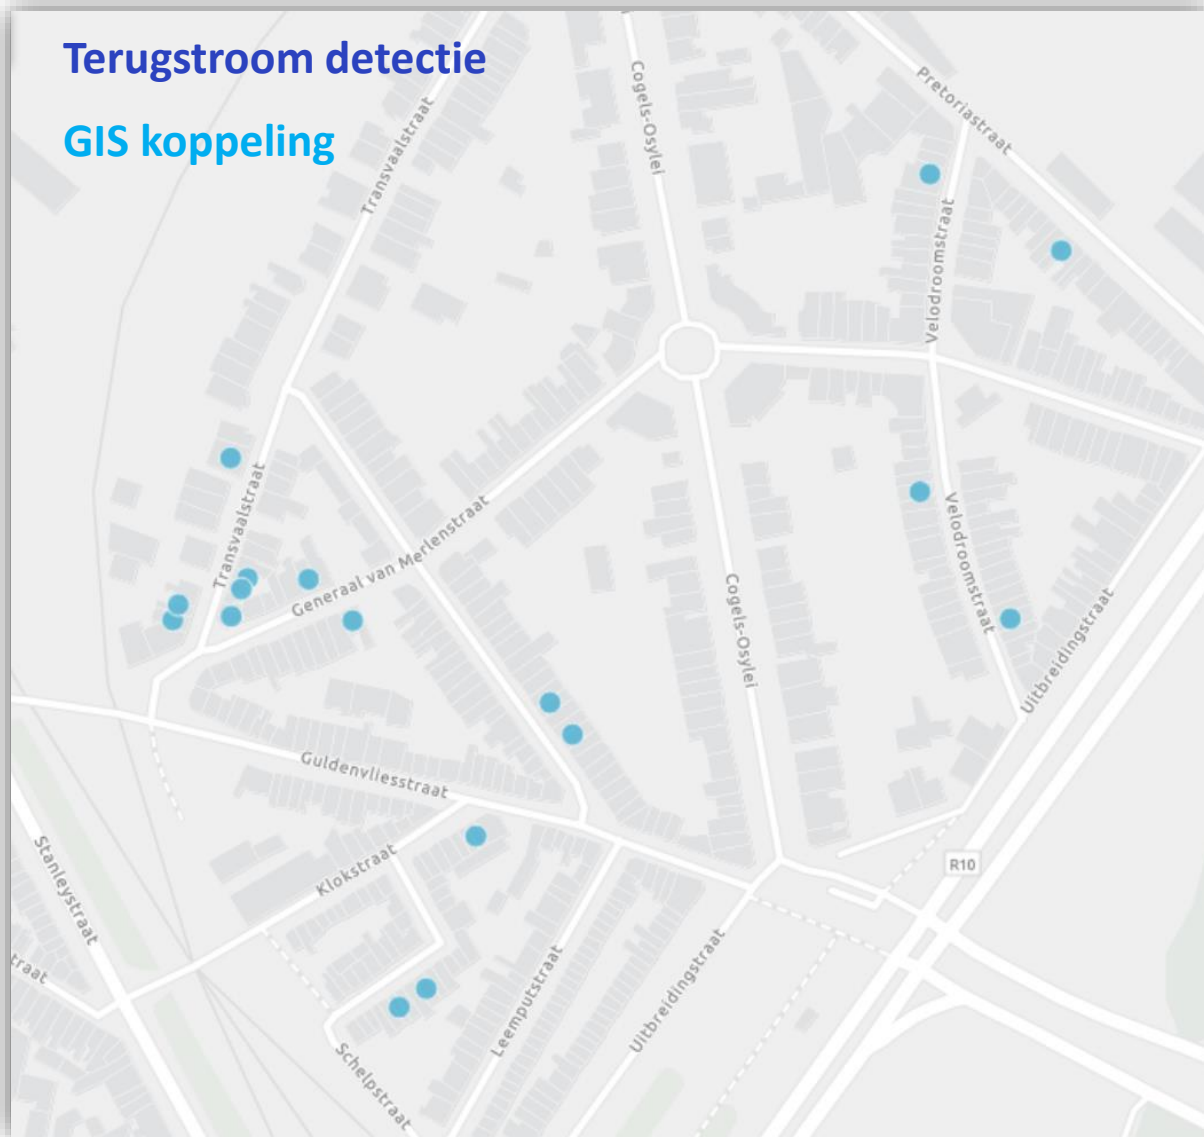 Terugstroom detectie
GIS koppeling
Transvaalstraat
Cogels-Osylei
Pretoriastraat
Velodroomstraat
Transvaalstraat
Generaal van Merlenstraat
Velodroomstraat
Cogels-Osylei
Uitbreidingstraat
Guldenvliesstraat
Klokstraat
R10
Stanleystraat
traat
Leemputstraat
Uitbreidingstraat
Schelpstraat